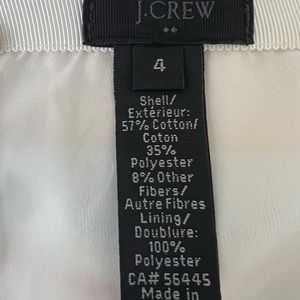 J.CREW
4
Shell/
Extérieur:
57% Cotton/
Coton
35%
Polyester
8% Other
Fibers/
Autre Fibres
Lining/
Doublure:
100%
Polyester
CA# 56445
Made in